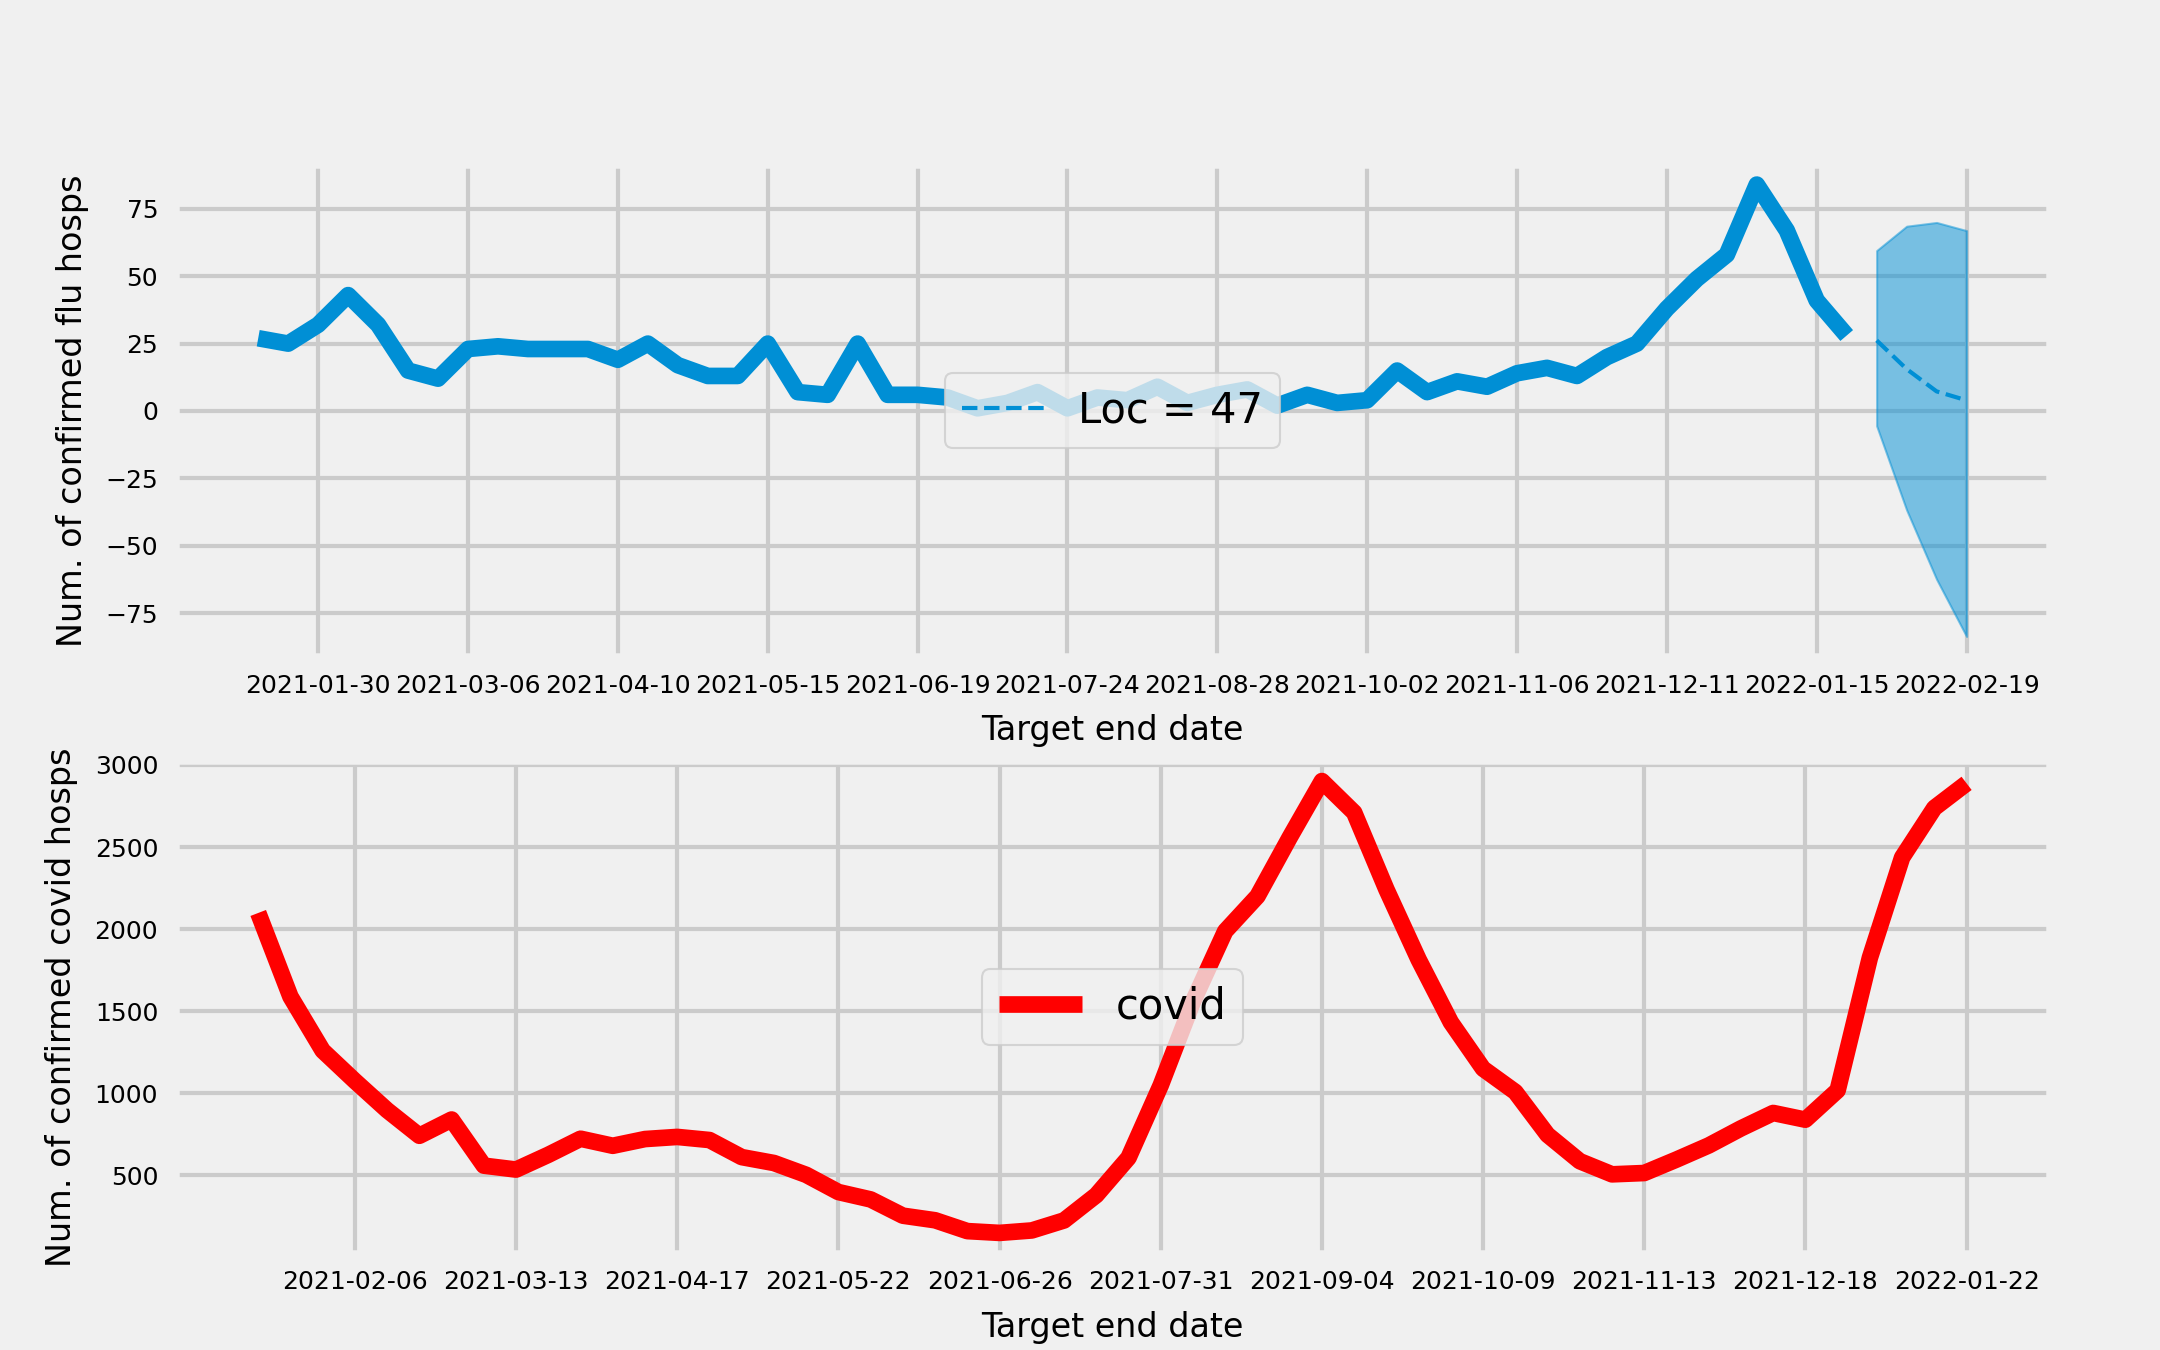 Num. of confirmed flu hosps
75
50
25
0
−25
−50
−75
Loc = 47
2021-01-30 2021-03-06 2021-04-10 2021-05-15 2021-06-19 2021-07-24 2021-08-28 2021-10-02 2021-11-06 2021-12-11 2022-01-15 2022-02-19
Target end date
Num. of confirmed covid hosps
3000
2500
2000
1500
1000
500
covid
2021-02-06 2021-03-13 2021-04-17 2021-05-22 2021-06-26 2021-07-31 2021-09-04 2021-10-09 2021-11-13 2021-12-18 2022-01-22
Target end date